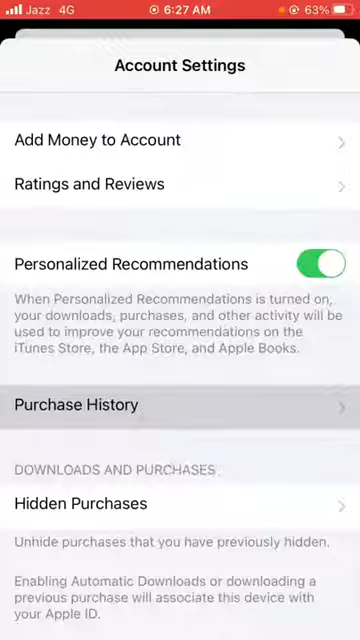 Jazz 4G 6:27 AM 63%
Account Settings
Add Money to Account
Ratings and Reviews
Personalized Recommendations
When Personalized Recommendations is turned on,
your downloads, purchases, and other activity will be
used to improve your recommendations on the
iTunes Store, the App Store, and Apple Books.
Purchase History
DOWNLOADS AND PURCHASES
Hidden Purchases
Unhide purchases that you have previously hidden.
Enabling Automatic Downloads or downloading a
previous purchase will associate this device with
your Apple ID.